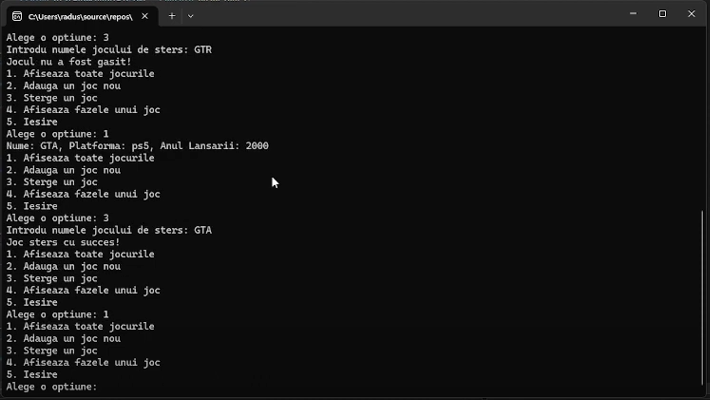 C:\Users\radus\source\repos\
Alege o optiune: 3
Introdu numele jocului de sters: GTR
Jocul nu a fost gasit!
1. Afiseaza toate jocurile
2. Adauga un joc nou
3. Sterge un joc
4. Afiseaza fazele unui joc
5. Iesire
Alege o optiune: 1
Nume: GTA, Platforma: ps5, Anul Lansarii: 2000
1. Afiseaza toate jocurile
2. Adauga un joc nou
3. Sterge un joc
4. Afiseaza fazele unui joc
5. Iesire
Alege o optiune: 3
Introdu numele jocului de sters: GTA
Joc sters cu succes!
1. Afiseaza toate jocurile
2. Adauga un joc nou
3. Sterge un joc
4. Afiseaza fazele unui joc
5. Iesire
Alege o optiune: 1
1. Afiseaza toate jocurile
2. Adauga un joc nou
3. Sterge un joc
4. Afiseaza fazele unui joc
5. Iesire
Alege o optiune: